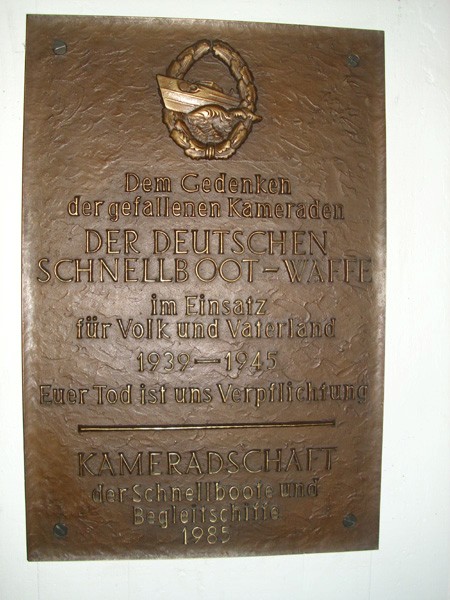 Dem Gedenken
der gefallenen Kameraden
DER DEUTSCHEN
SCHNELLBOOT-WAFFE
im Einsatz
für Volk und Vaterland
1939-1945
Euer Tod ist uns Verpflichtung
KAMERADSCHAFT
der Schnellboote und
Begleitschiffe
1985